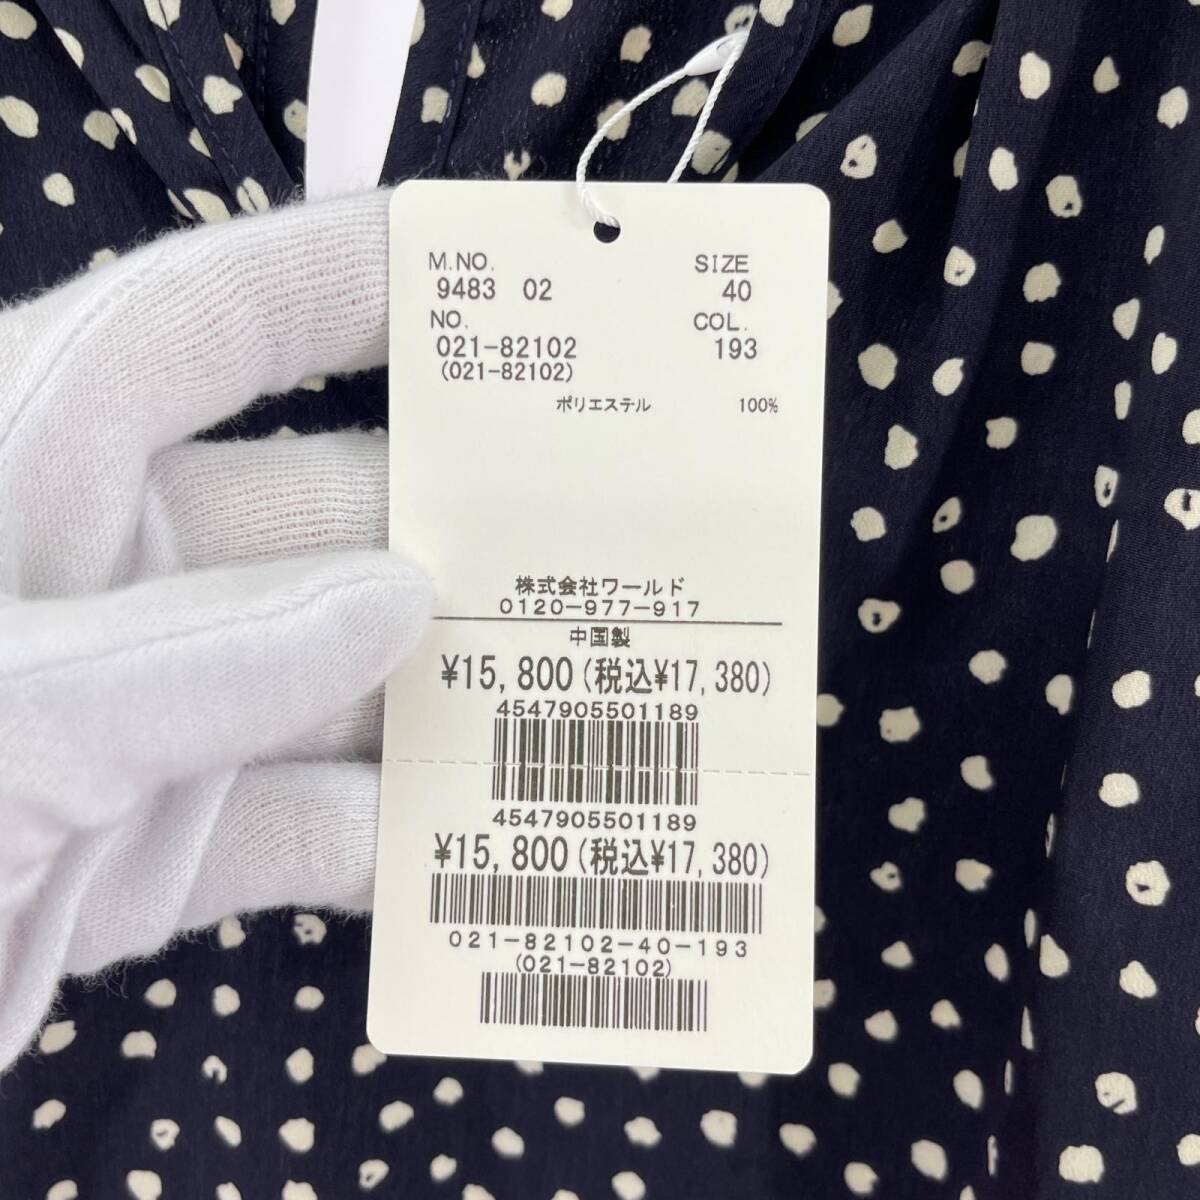 M.NO. SIZE
9483 02 40
NO. COL.
021-82102 193
(021-82102)
ポリエステル 100%
株式会社ワールド
0120-977-917
中国製
¥15,800(税込¥17,380)
4547905501189
4547905501189
¥15,800(税込¥17,380)
021-82102-40-193
(021-82102)